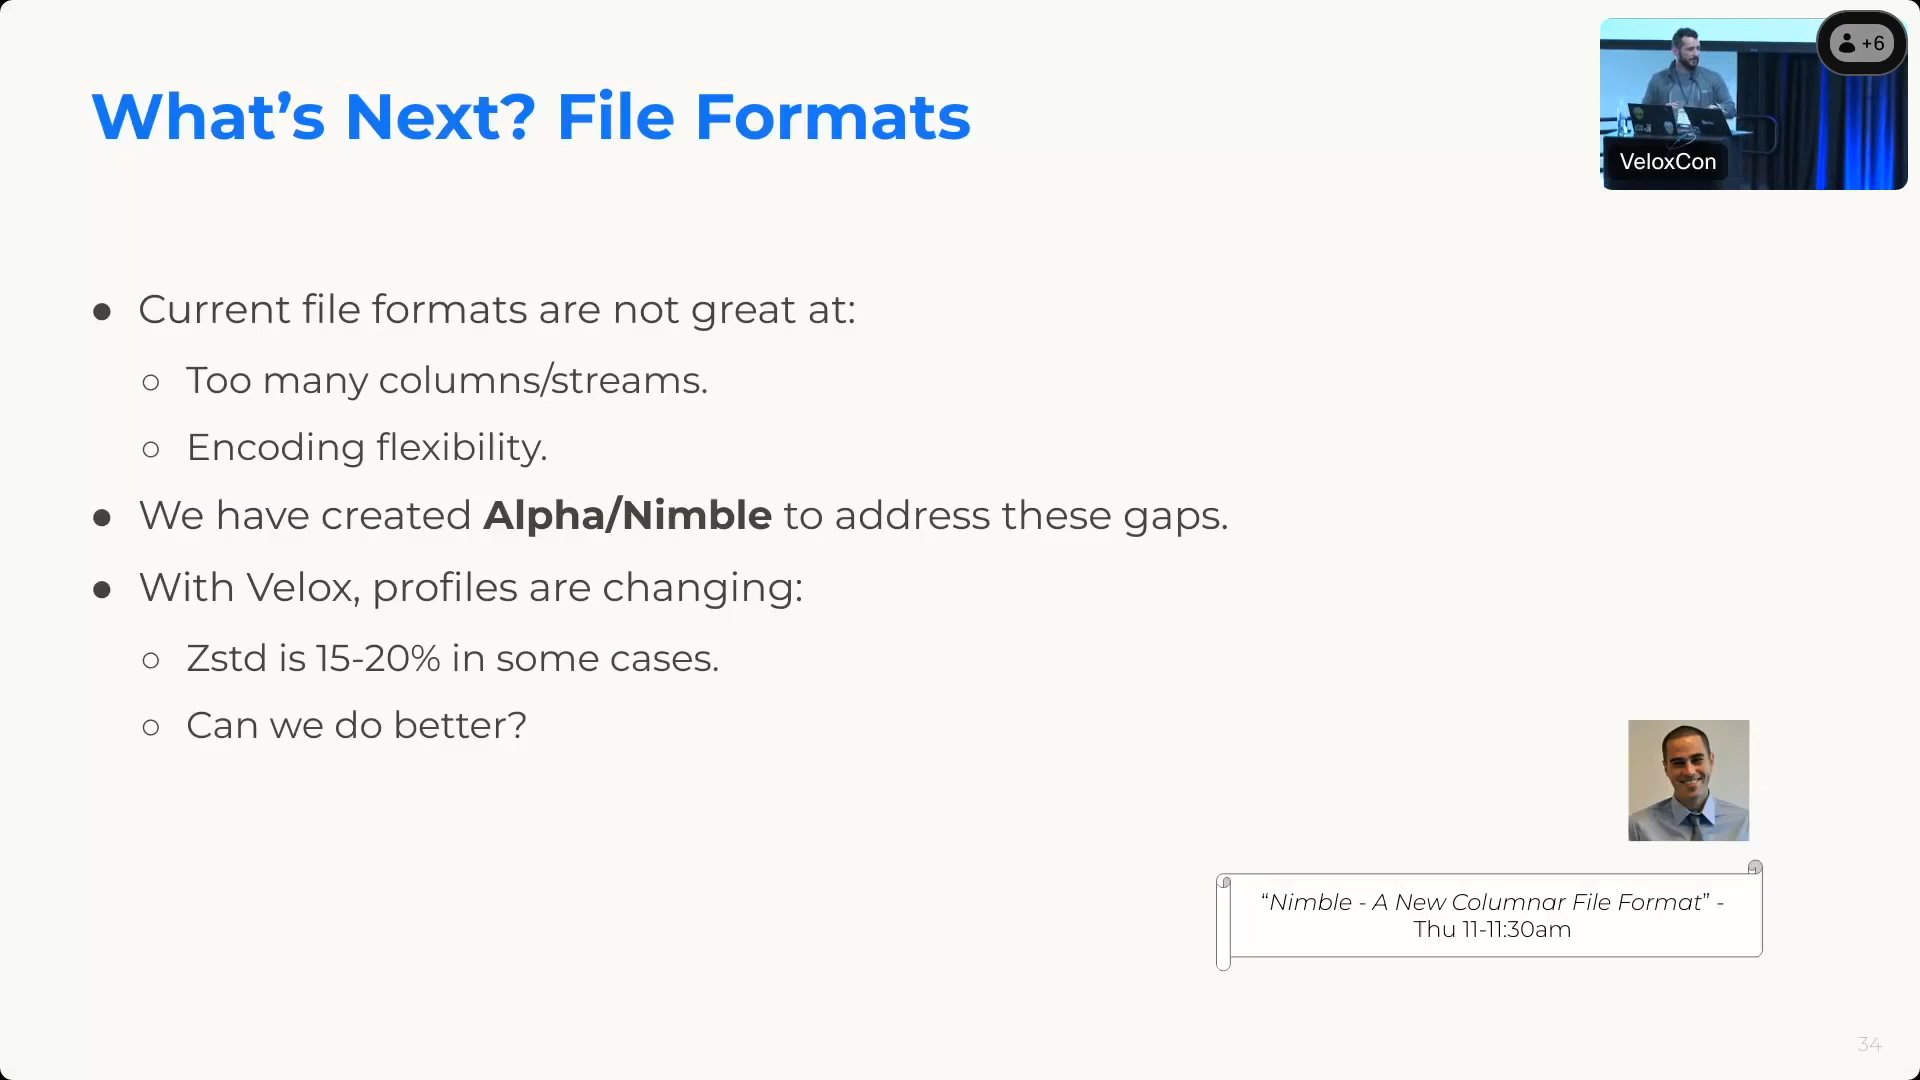 What's Next? File Formats
+6
VeloxCon
● Current file formats are not great at:
○ Too many columns/streams.
○ Encoding flexibility.
● We have created Alpha/Nimble to address these gaps.
● With Velox, profiles are changing:
○ Zstd is 15-20% in some cases.
○ Can we do better?
“Nimble - A New Columnar File Format” -
Thu 11-11:30am
34